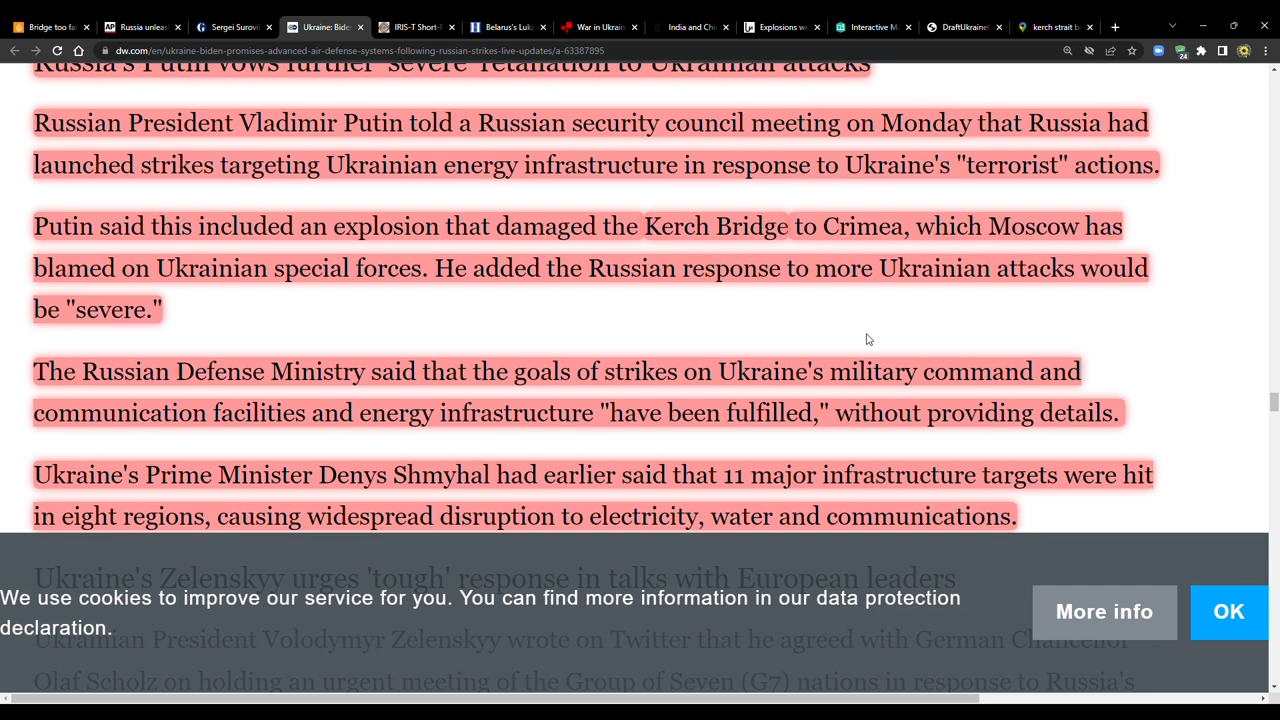 Bridge too fa
Russia unleas
Sergei Surovi
Ukraine: Bide
IRIS-T Short-
Belarus's Luk
War in Ukrain
India and Chi
Explosions we
Interactive M
DraftUkraineC
kerch strait b
dw.com/en/ukraine-biden-promises-advanced-air-defense-systems-following-russian-strikes-live-updates/a-63387895
24
Russia's Putin vows further 'severe' retaliation to Ukrainian attacks
Russian President Vladimir Putin told a Russian security council meeting on Monday that Russia had
launched strikes targeting Ukrainian energy infrastructure in response to Ukraine's "terrorist" actions.
Putin said this included an explosion that damaged the Kerch Bridge to Crimea, which Moscow has
blamed on Ukrainian special forces. He added the Russian response to more Ukrainian attacks would
be "severe."
The Russian Defense Ministry said that the goals of strikes on Ukraine's military command and
communication facilities and energy infrastructure "have been fulfilled," without providing details.
Ukraine's Prime Minister Denys Shmyhal had earlier said that 11 major infrastructure targets were hit
in eight regions, causing widespread disruption to electricity, water and communications.
Ukraine's Zelenskyy urges 'tough' response in talks with European leaders
We use cookies to improve our service for you. You can find more information in our data protection
declaration.
More info
OK
Ukrainian President Volodymyr Zelenskyy wrote on Twitter that he agreed with German Chancellor
Olaf Scholz on holding an urgent meeting of the Group of Seven (G7) nations in response to Russia's